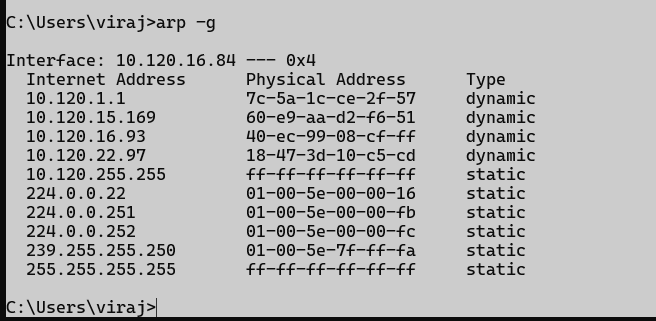 C:\Users\viraj>arp -g
Interface: 10.120.16.84 --- 0x4
Internet Address Physical Address Type
10.120.1.1 7c-5a-1c-ce-2f-57 dynamic
10.120.15.169 60-e9-aa-d2-f6-51 dynamic
10.120.16.93 40-ec-99-08-cf-ff dynamic
10.120.22.97 18-47-3d-10-c5-cd dynamic
10.120.255.255 ff-ff-ff-ff-ff-ff static
224.0.0.22 01-00-5e-00-00-16 static
224.0.0.251 01-00-5e-00-00-fb static
224.0.0.252 01-00-5e-00-00-fc static
239.255.255.250 01-00-5e-7f-ff-fa static
255.255.255.255 ff-ff-ff-ff-ff-ff static
C:\Users\viraj>